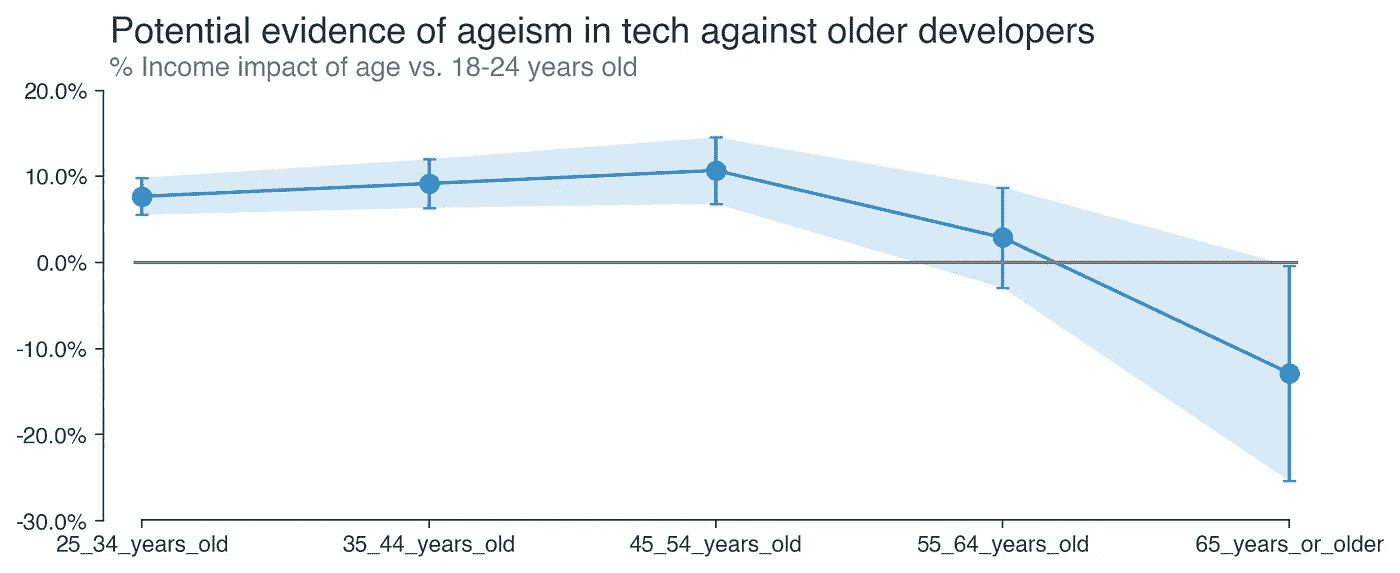 Potential evidence of ageism in tech against older developers
% Income impact of age vs. 18-24 years old
20.0%
10.0%
0.0%
-10.0%
-20.0%
-30.0%
25_34_years_old 35_44_years_old 45_54_years_old 55_64_years_old 65_years_or_older